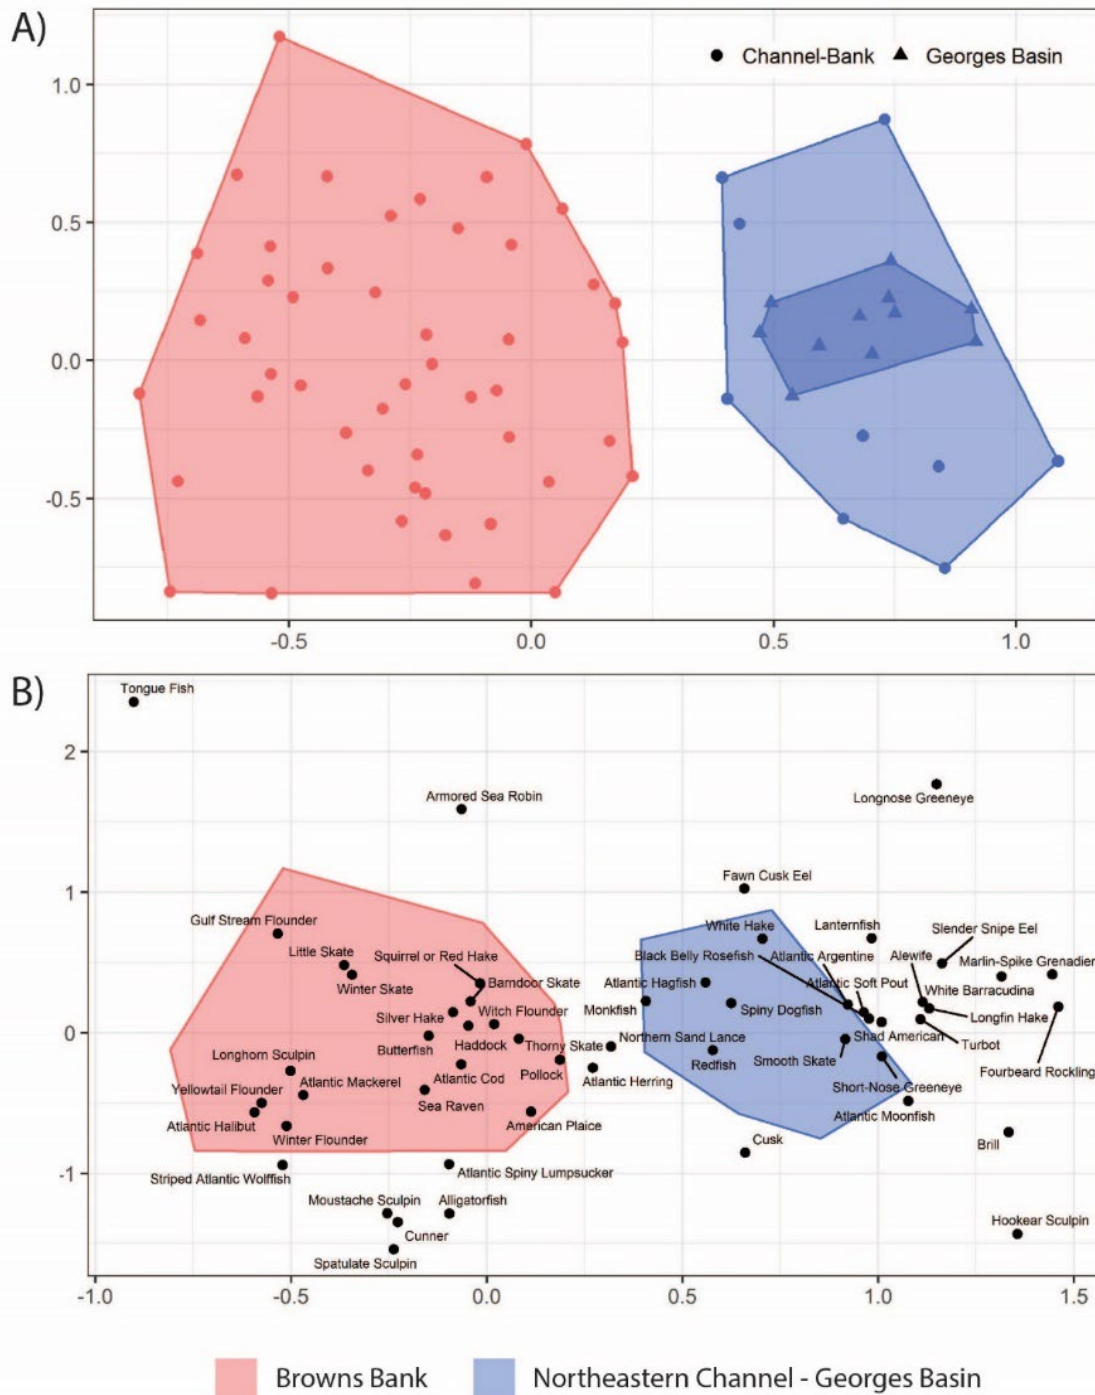 A)
Channel-Bank Georges Basin
1.0
0.5
0.0
-0.5
-0.5 0.0 0.5 1.0
B)
Tongue Fish
2
Armored Sea Robin
Longnose Greeneye
1
Fawn Cusk Eel
Gulf Stream Flounder
White Hake
Lanternfish
Slender Snipe Eel
Little Skate
Squirrel or Red Hake
Black Belly Rosefish
Atlantic Argentine
Alewife
Marlin-Spike Grenadier
Winter Skate
Barndoor Skate
Atlantic Hagfish
Atlantic Soft Pout
White Barracudina
Silver Hake
Witch Flounder
Monkfish
Spiny Dogfish
Longfin Hake
0
Butterfish
Haddock
Thorny Skate
Northern Sand Lance
Shad American
Turbot
Longhorn Sculpin
Atlantic Cod
Pollock
Redfish
Smooth Skate
Fourbeard Rockling
Yellowtail Flounder
Atlantic Mackerel
Sea Raven
Atlantic Herring
Short-Nose Greeneye
Atlantic Halibut
Winter Flounder
American Plaice
Atlantic Moonfish
Cusk
Brill
-1
Striped Atlantic Wolffish
Atlantic Spiny Lumpsucker
Moustache Sculpin
Alligatorfish
Hookear Sculpin
Cunner
Spatulate Sculpin
-1.0 -0.5 0.0 0.5 1.0 1.5
Browns Bank Northeastern Channel - Georges Basin